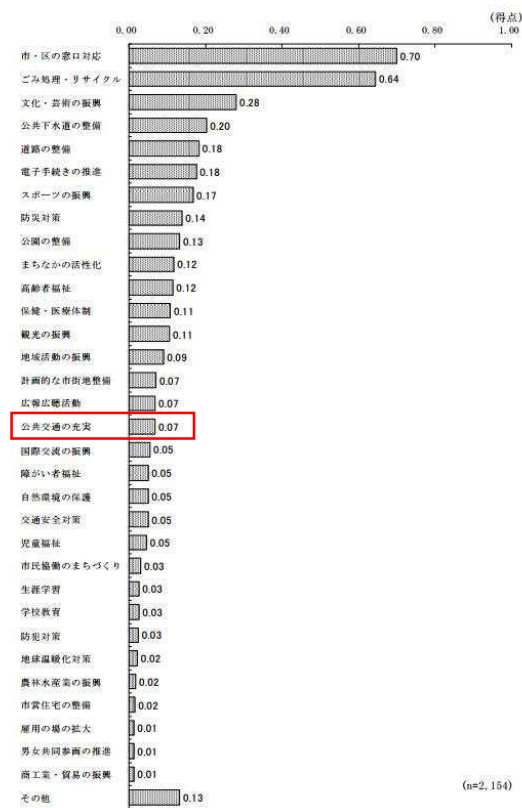 (得点)
0.00 0.20 0.40 0.60 0.80 1.00
市・区の窓口対応 0.70
ごみ処理・リサイクル 0.64
文化・芸術の振興 0.28
公共下水道の整備 0.20
道路の整備 0.18
電子手続きの推進 0.18
スポーツの振興 0.17
防災対策 0.14
公園の整備 0.13
まちなかの活性化 0.12
高齢者福祉 0.12
保健・医療体制 0.11
観光の振興 0.11
地域活動の振興 0.09
計画的な市街地整備 0.07
広報広聴活動 0.07
公共交通の充実 0.07
国際交流の振興 0.05
障がい者福祉 0.05
自然環境の保護 0.05
交通安全対策 0.05
児童福祉 0.05
市民協働のまちづくり 0.03
生涯学習 0.03
学校教育 0.03
防犯対策 0.03
地球温暖化対策 0.02
農林水産業の振興 0.02
市営住宅の整備 0.02
雇用の場の拡大 0.01
男女共同参画の推進 0.01
商工業・貿易の振興 0.01
(n=2,154)
その他 0.13